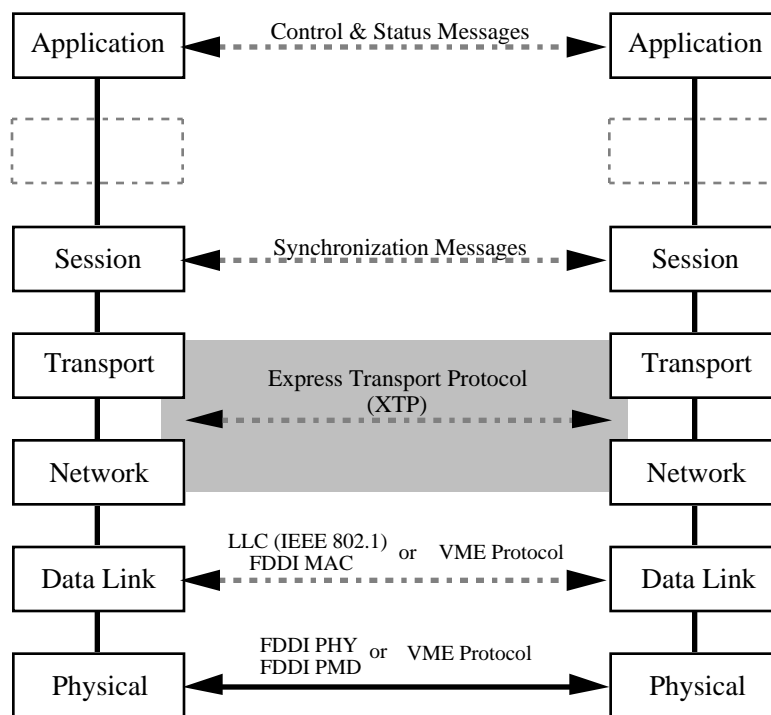 Application
Control & Status Messages
Application
Session
Synchronization Messages
Session
Transport
Express Transport Protocol
(XTP)
Transport
Network
Network
LLC (IEEE 802.1)
FDDI MAC
or
VME Protocol
Data Link
Data Link
FDDI PHY
FDDI PMD
or
VME Protocol
Physical
Physical